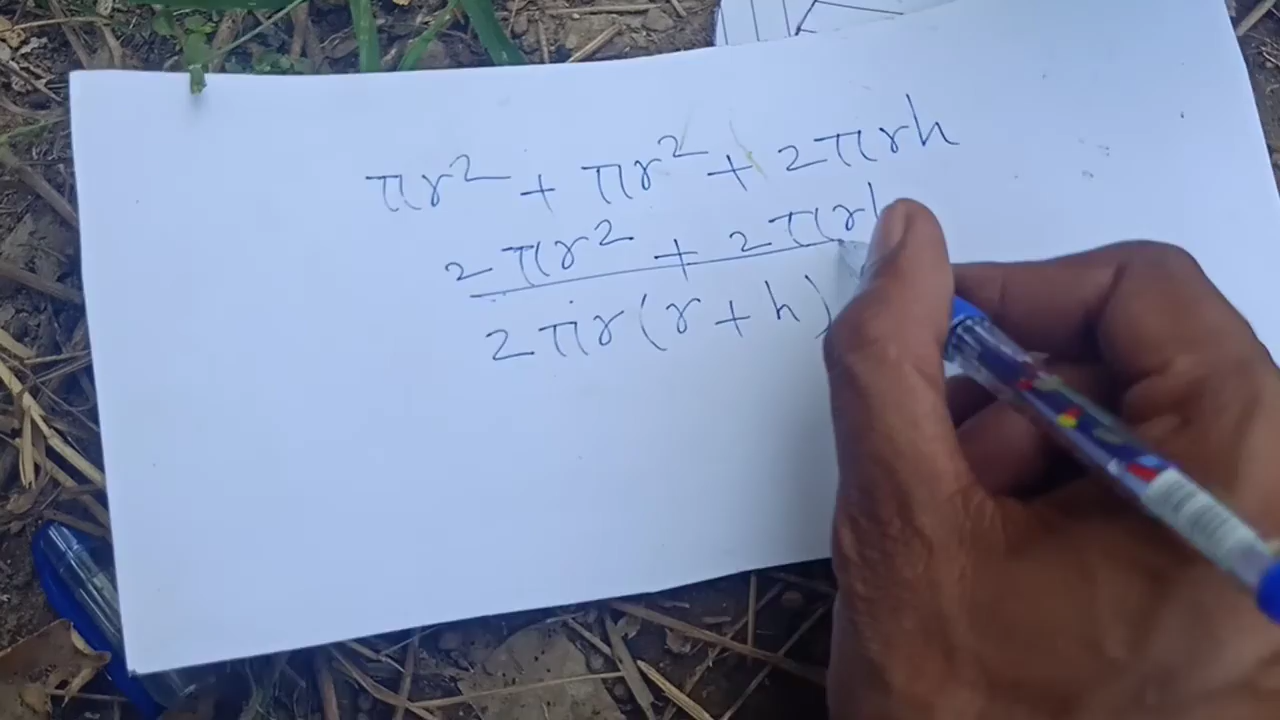 πr² + πr² + 2πrh
2πr² + 2πrh
2πr(r + h)